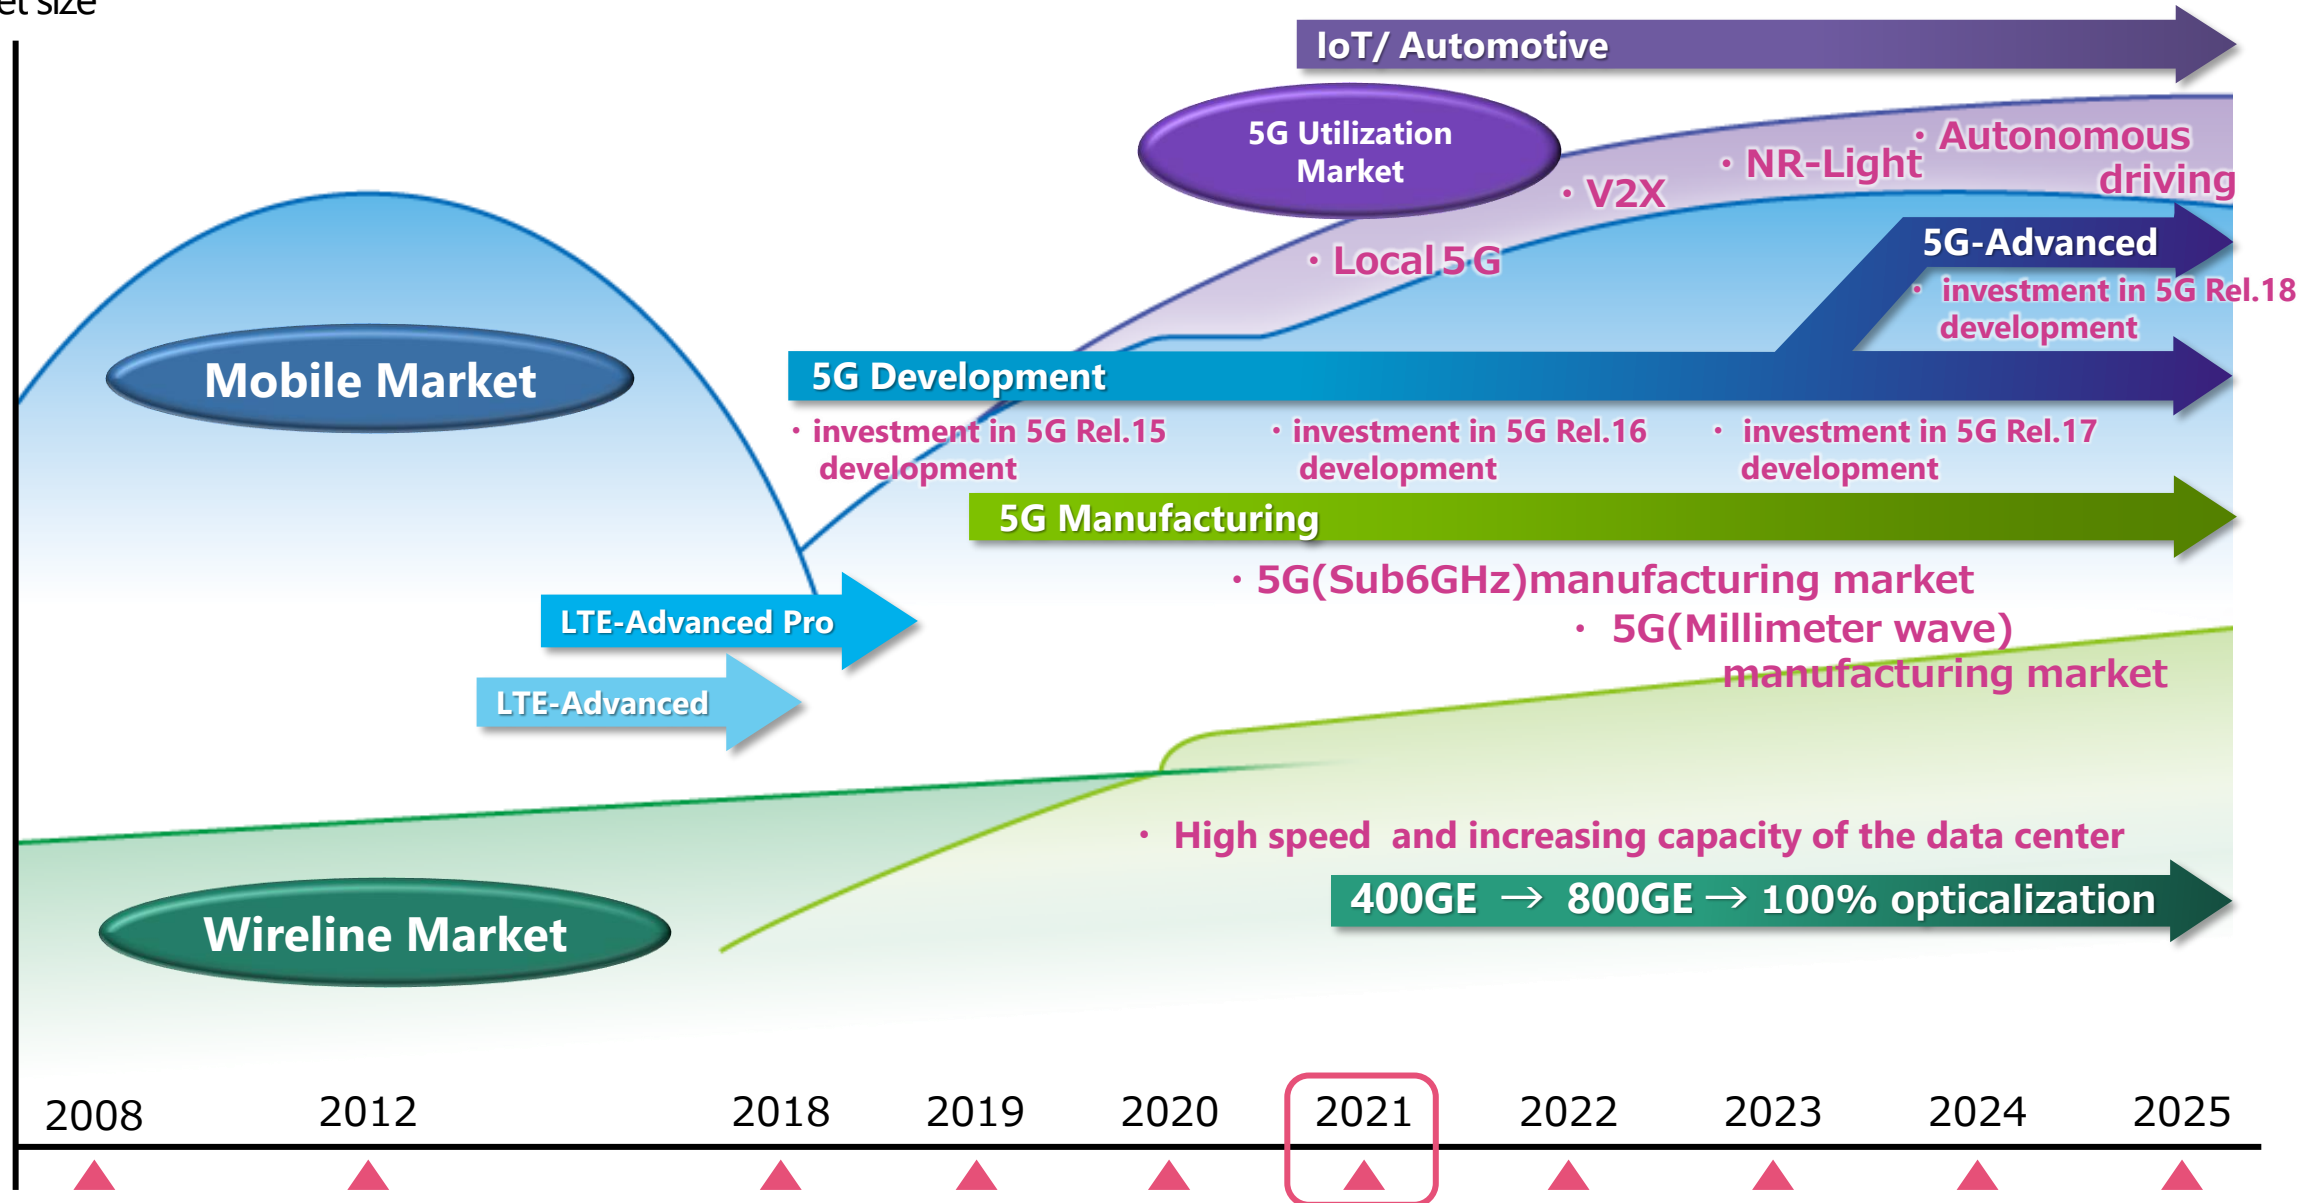 size
IoT/ Automotive
5G Utilization
Market
・Autonomous
driving
・NR-Light
・V2X
・Local 5G
5G-Advanced
・ investment in 5G Rel.18
development
Mobile Market
5G Development
・investment in 5G Rel.15
development
・investment in 5G Rel.16
development
・ investment in 5G Rel.17
development
5G Manufacturing
・5G(Sub6GHz)manufacturing market
・ 5G(Millimeter wave)
manufacturing market
LTE-Advanced Pro
LTE-Advanced
・ High speed and increasing capacity of the data center
400GE → 800GE → 100% opticalization
Wireline Market
2008 2012 2018 2019 2020 2021 2022 2023 2024 2025